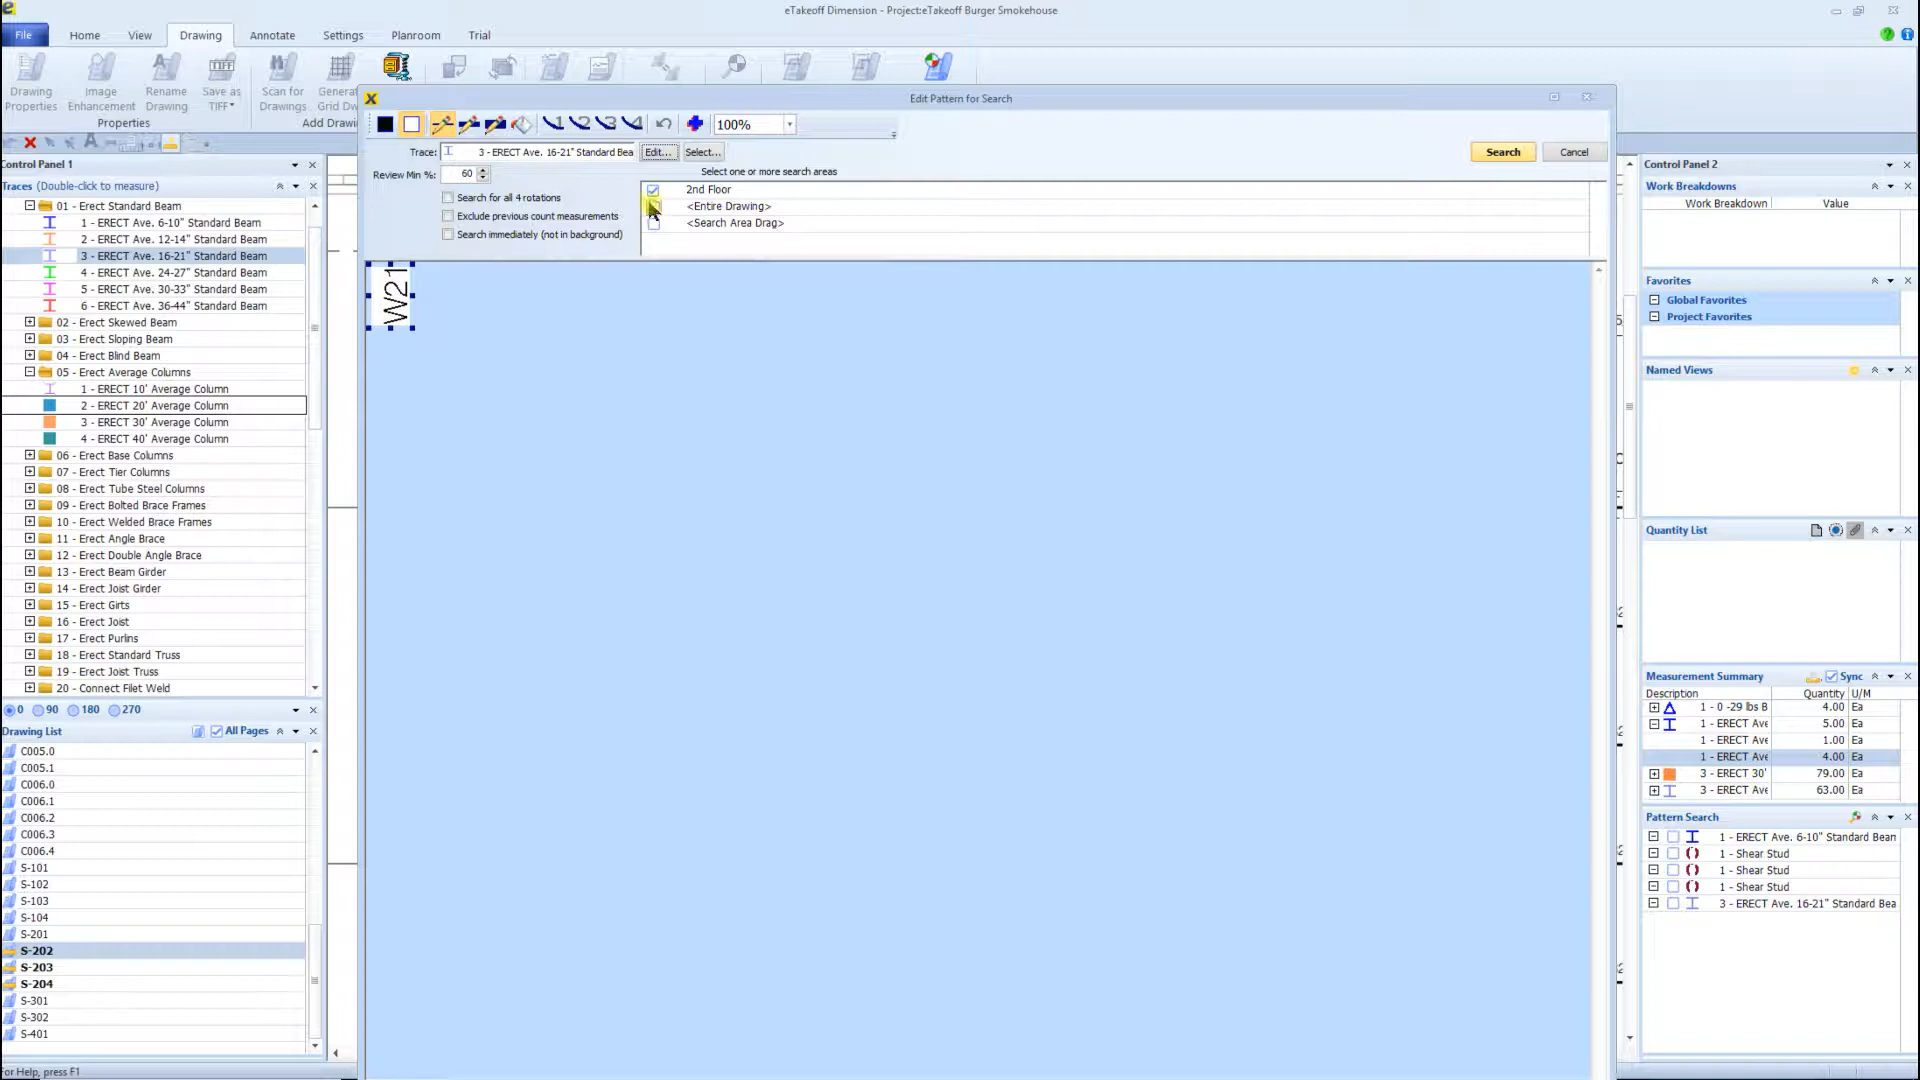 eTakeoff Dimension - Project:eTakeoff Burger Smokehouse
File Home View Drawing Annotate Settings Planroom Trial
Drawing Properties
Image Enhancement
Rename Drawing
Save as TIFF
Scan for Drawings
Properties
Edit Pattern for Search
100%
Trace: 3 - ERECT Ave. 16-21" Standard Bea Edit... Select... Search Cancel
Review Min %: 60
Select one or more search areas
2nd Floor
<Entire Drawing>
<Search Area Drag>
Search for all 4 rotations
Exclude previous count measurements
Search immediately (not in background)
W21
Control Panel 1
Traces (Double-click to measure)
01 - Erect Standard Beam
1 - ERECT Ave. 6-10" Standard Beam
2 - ERECT Ave. 12-14" Standard Beam
3 - ERECT Ave. 16-21" Standard Beam
4 - ERECT Ave. 24-27" Standard Beam
5 - ERECT Ave. 30-33" Standard Beam
6 - ERECT Ave. 36-44" Standard Beam
02 - Erect Skewed Beam
03 - Erect Sloping Beam
04 - Erect Blind Beam
05 - Erect Average Columns
1 - ERECT 10' Average Column
2 - ERECT 20' Average Column
3 - ERECT 30' Average Column
4 - ERECT 40' Average Column
06 - Erect Base Columns
07 - Erect Tier Columns
08 - Erect Tube Steel Columns
09 - Erect Bolted Brace Frames
10 - Erect Welded Brace Frames
11 - Erect Angle Brace
12 - Erect Double Angle Brace
13 - Erect Beam Girder
14 - Erect Joist Girder
15 - Erect Girts
16 - Erect Joist
17 - Erect Purlins
18 - Erect Standard Truss
19 - Erect Joist Truss
20 - Connect Filet Weld
0 90 180 270
Drawing List All Pages
C005.0
C005.1
C006.0
C006.1
C006.2
C006.3
C006.4
S-101
S-102
S-103
S-104
S-201
S-202
S-203
S-204
S-301
S-302
S-401
For Help, press F1
Control Panel 2
Work Breakdowns
Work Breakdown Value
Favorites
Global Favorites
Project Favorites
Named Views
Quantity List
Measurement Summary Sync
Description Quantity U/M
1 - 0 -29 lbs B 4.00 Ea
1 - ERECT Ave 5.00 Ea
1 - ERECT Ave 1.00 Ea
1 - ERECT Ave 4.00 Ea
3 - ERECT 30' 79.00 Ea
3 - ERECT Ave 63.00 Ea
Pattern Search
1 - ERECT Ave. 6-10" Standard Bean
1 - Shear Stud
1 - Shear Stud
1 - Shear Stud
3 - ERECT Ave. 16-21" Standard Bea